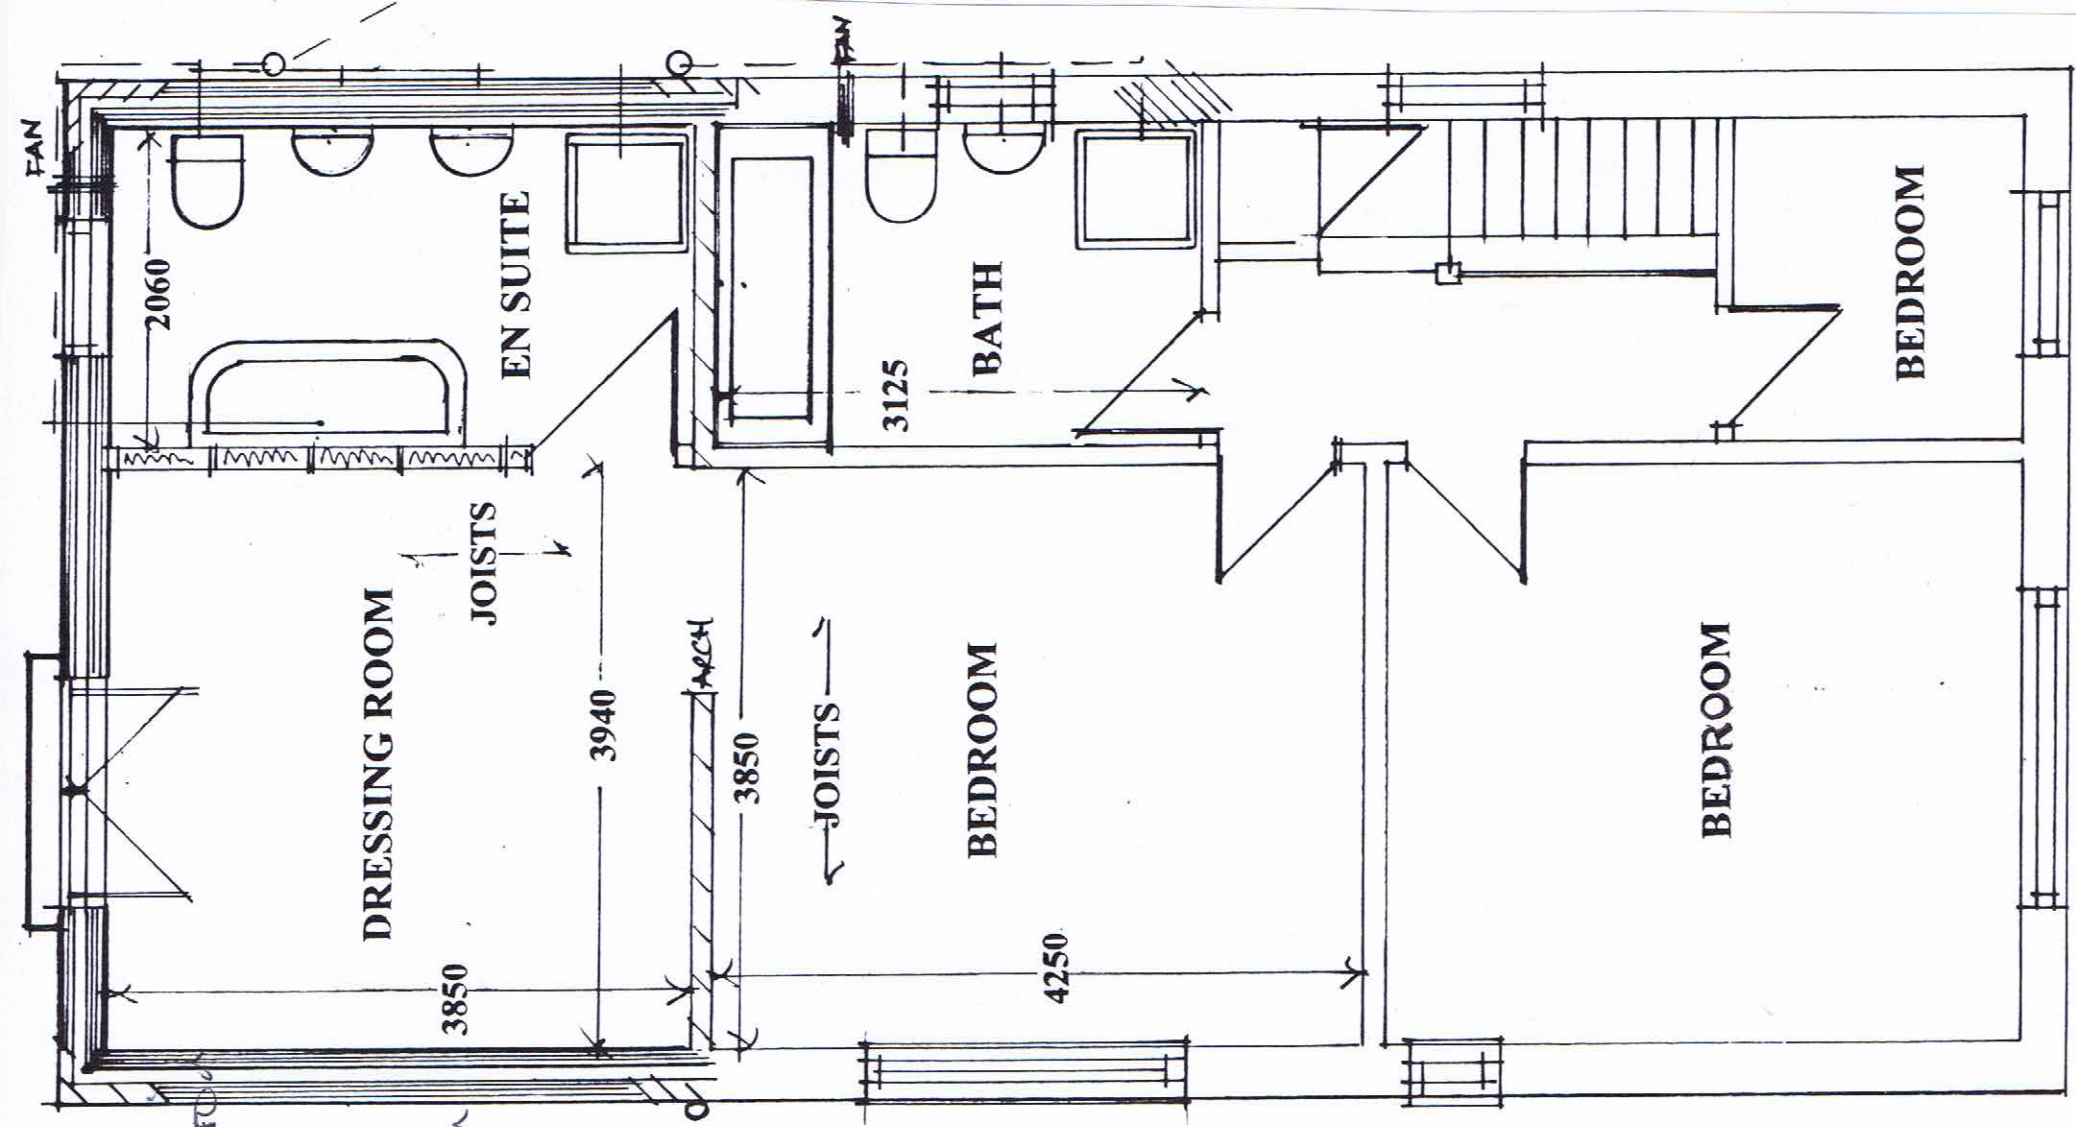 FAN
FAN
2060
EN SUITE
3125
BATH
BEDROOM
JOISTS
DRESSING ROOM
3940
ARCH
3850
JOISTS
BEDROOM
BEDROOM
3850
4250